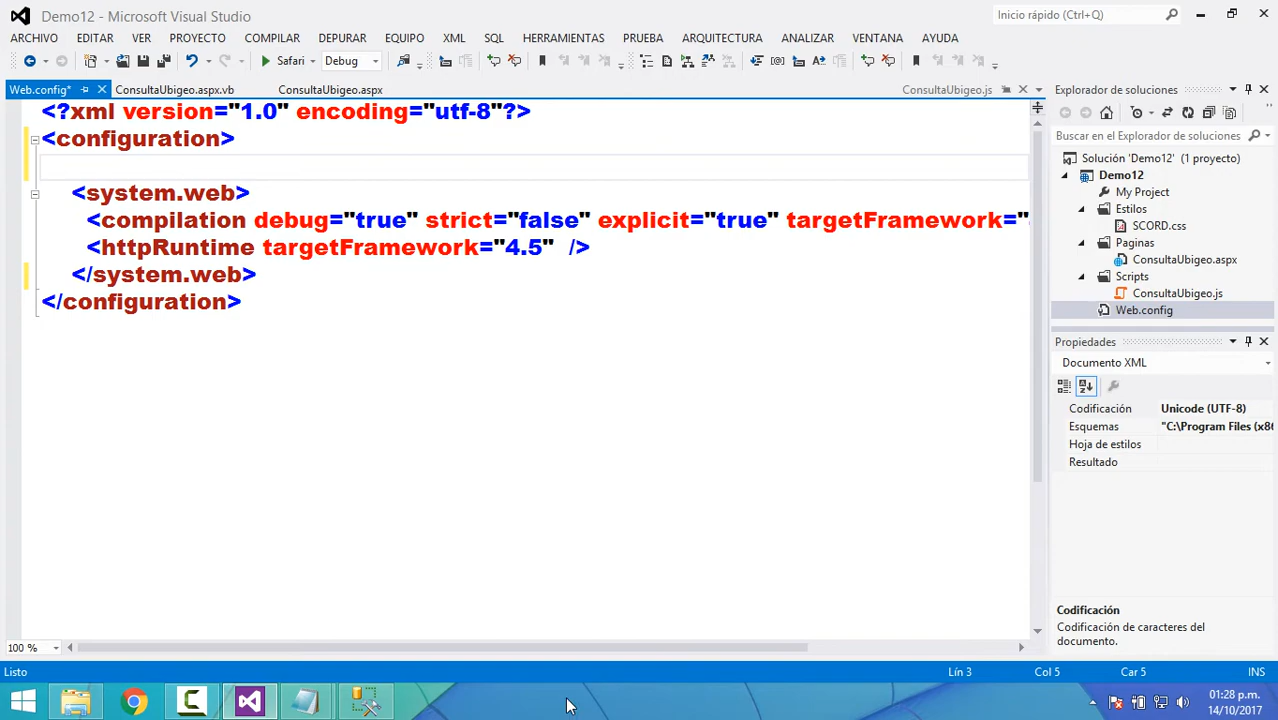 Demo12 - Microsoft Visual Studio
Inicio rápido (Ctrl+Q)
ARCHIVO EDITAR VER PROYECTO COMPILAR DEPURAR EQUIPO XML SQL HERRAMIENTAS PRUEBA ARQUITECTURA ANALIZAR VENTANA AYUDA
Safari Debug
Web.config* ConsultaUbigeo.aspx.vb ConsultaUbigeo.aspx ConsultaUbigeo.js
<?xml version="1.0" encoding="utf-8"?>
<configuration>
<system.web>
<compilation debug="true" strict="false" explicit="true" targetFramework="
<httpRuntime targetFramework="4.5" />
</system.web>
</configuration>
100 %
Explorador de soluciones
Buscar en el Explorador de soluciones
Solución 'Demo12' (1 proyecto)
Demo12
My Project
Estilos
SCORD.css
Paginas
ConsultaUbigeo.aspx
Scripts
ConsultaUbigeo.js
Web.config
Propiedades
Documento XML
Codificación Unicode (UTF-8)
Esquemas "C:\Program Files (x86
Hoja de estilos
Resultado
Codificación
Codificación de caracteres del
documento.
Listo Lín 3 Col 5 Car 5 INS
01:28 p.m.
14/10/2017